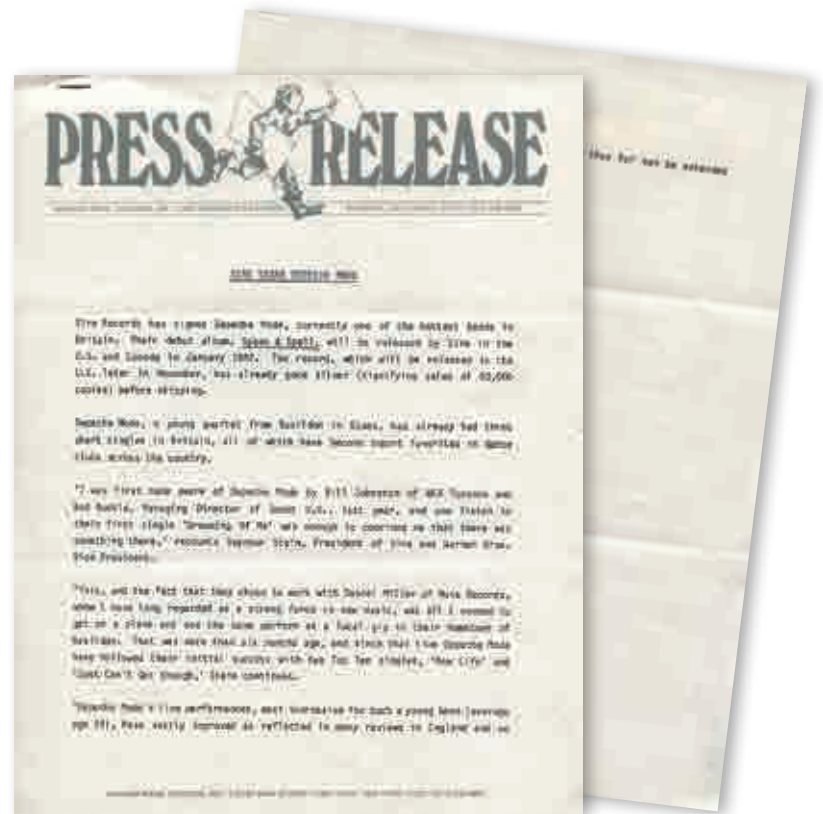 PRESS RELEASE
SIRE SIGNS DEPECHE MODE
Sire Records has signed Depeche Mode, currently one of the hottest bands in
Britain. Their debut album, Speak & Spell, will be released by Sire in the
U.S. and Canada in January 1982. The record, which will be released in the
U.K. later in November, has already gone silver (signifying sales of 60,000
copies) before shipping.
Depeche Mode, a young quartet from Basildon in Essex, has already had three
chart singles in Britain, all of which have become import favorites in dance
clubs across the country.
"I was first made aware of Depeche Mode by Bill of and
Managing Director of U.K., last year, and one listen to
their first single 'Dreaming Of Me' was enough to convince me that there was
something there," recounts Seymour Stein, President of Sire and Warner Bros.
Vice President.
"This, and the fact that they chose to work with Daniel Miller of Mute Records,
whom I have long regarded as a strong force in new music, was all I needed to
get on a plane and see the band perform at a local gig in their hometown of
Basildon. That was more than six months ago, and since that time Depeche Mode
have followed their initial success with two Top Ten singles, 'New Life' and
'Just Can't Get Enough,' Stein continued.
"Depeche Mode's live performances, most impressive for such a young band (average
age 19), have vastly improved as reflected in many reviews in England and on
thus far can be extended